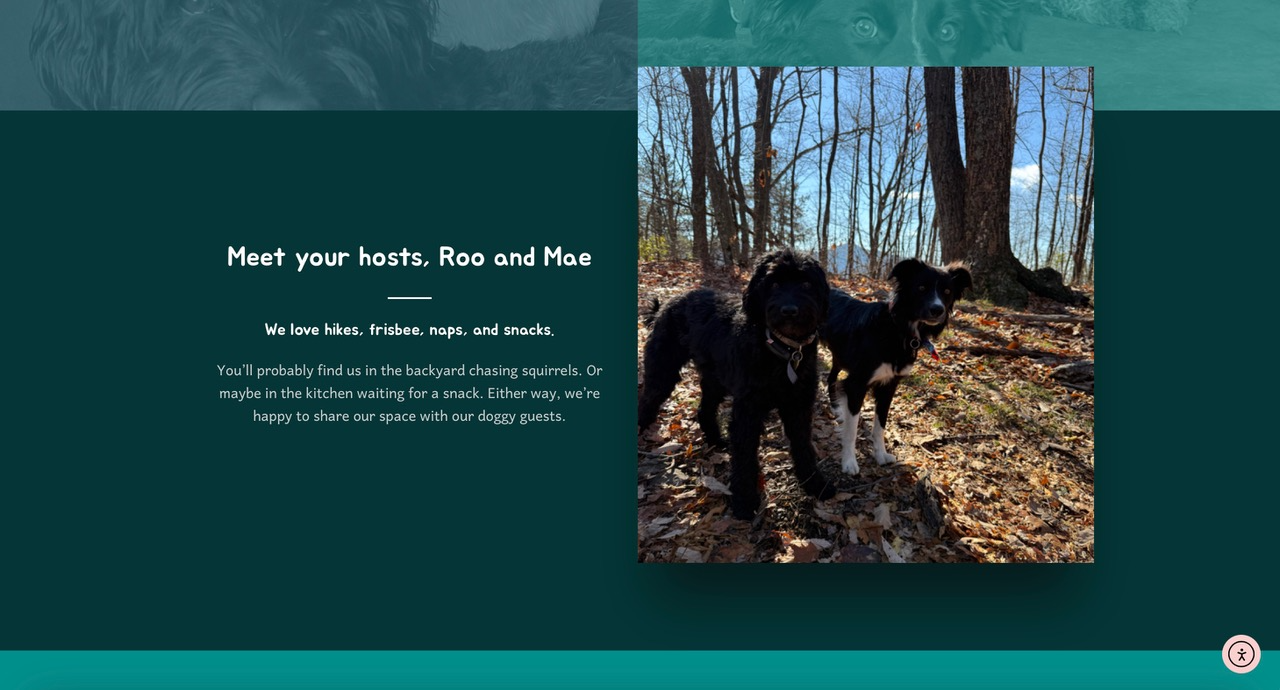 Meet your hosts, Roo and Mae
We love hikes, frisbee, naps, and snacks.
You'll probably find us in the backyard chasing squirrels. Or
maybe in the kitchen waiting for a snack. Either way, we're
happy to share our space with our doggy guests.